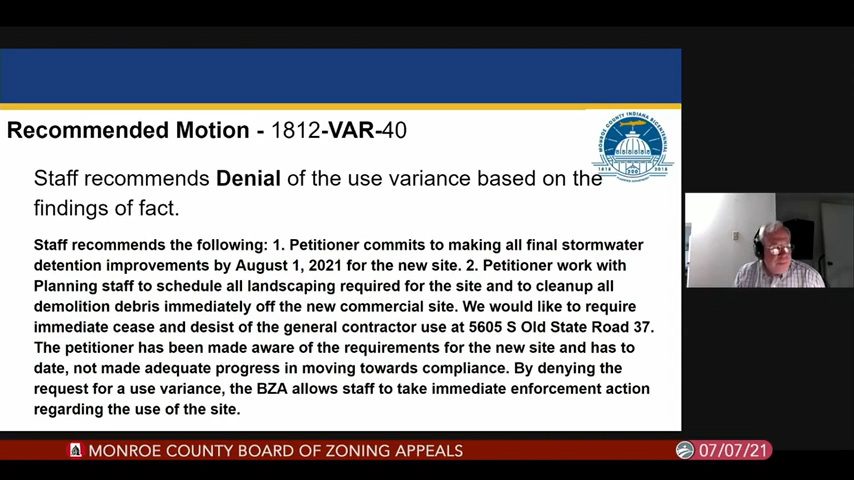 Recommended Motion - 1812-VAR-40
Staff recommends Denial of the use variance based on the
findings of fact.
Staff recommends the following: 1. Petitioner commits to making all final stormwater
detention improvements by August 1, 2021 for the new site. 2. Petitioner work with
Planning staff to schedule all landscaping required for the site and to cleanup all
demolition debris immediately off the new commercial site. We would like to require
immediate cease and desist of the general contractor use at 5605 S Old State Road 37.
The petitioner has been made aware of the requirements for the new site and has to
date, not made adequate progress in moving towards compliance. By denying the
request for a use variance, the BZA allows staff to take immediate enforcement action
regarding the use of the site.
MONROE COUNTY INDIANA BICENTENNIAL
1818
200
2018
MONROE COUNTY BOARD OF ZONING APPEALS
07/07/21